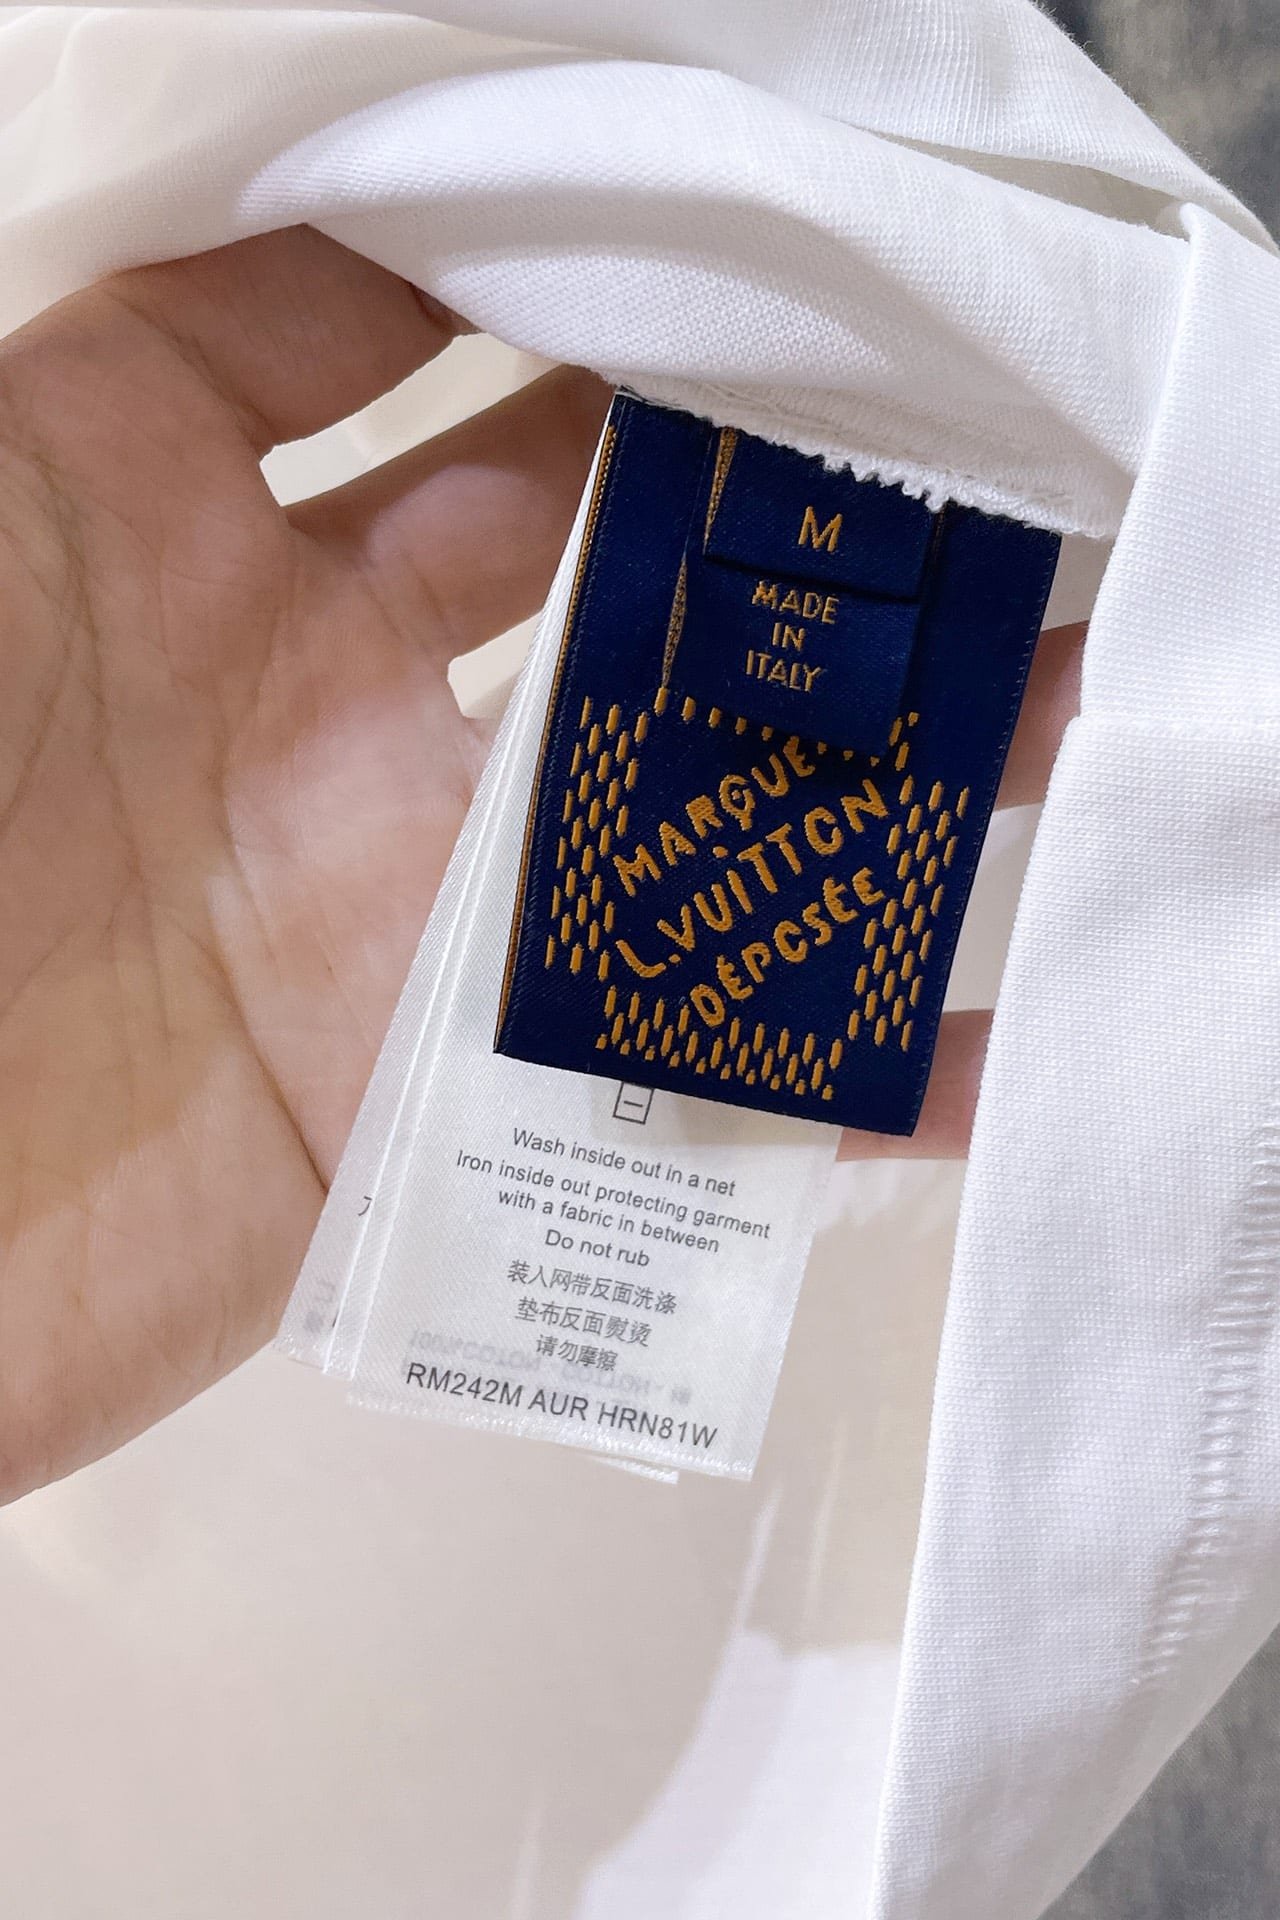 M
MADE
IN
ITALY
MARQUE
L.VUITTON
DÉPOSÉE
Wash inside out in a net
Iron inside out protecting garment
with a fabric in between
Do not rub
装入网带反面洗涤
垫布反面熨烫
请勿摩擦
RM242M AUR HRN81W